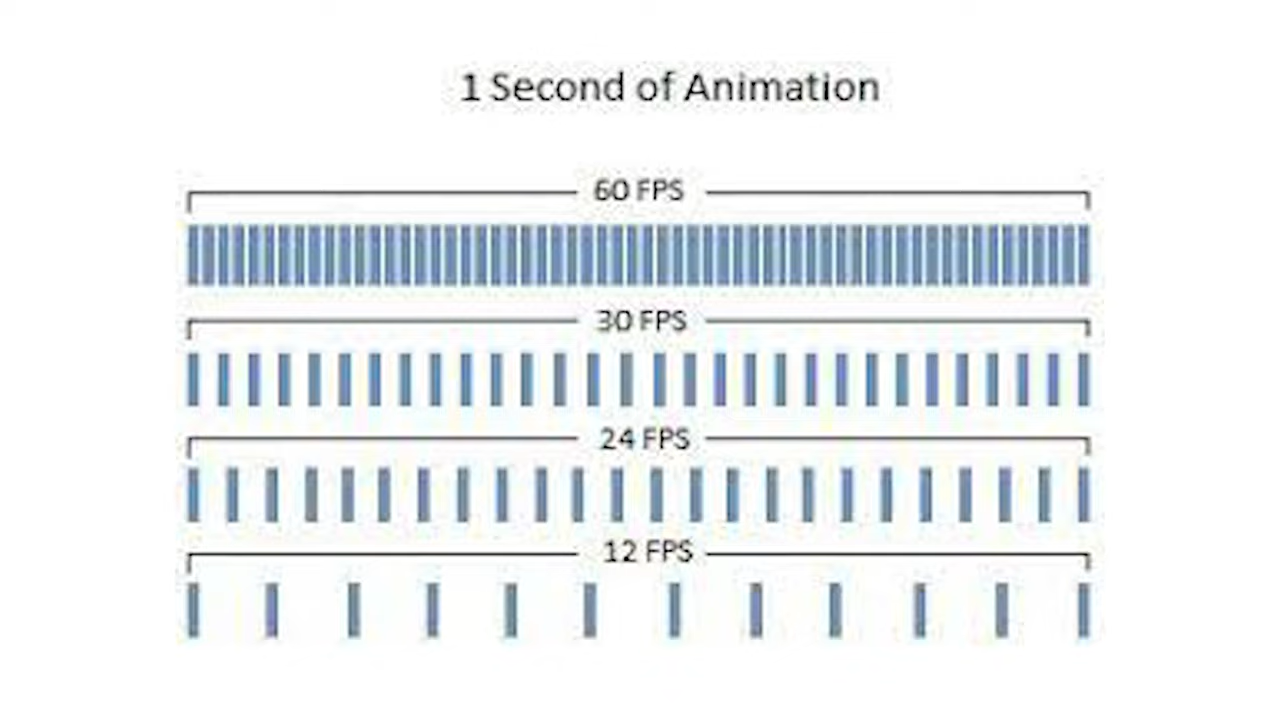 1 Second of Animation
60 FPS
30 FPS
24 FPS
12 FPS